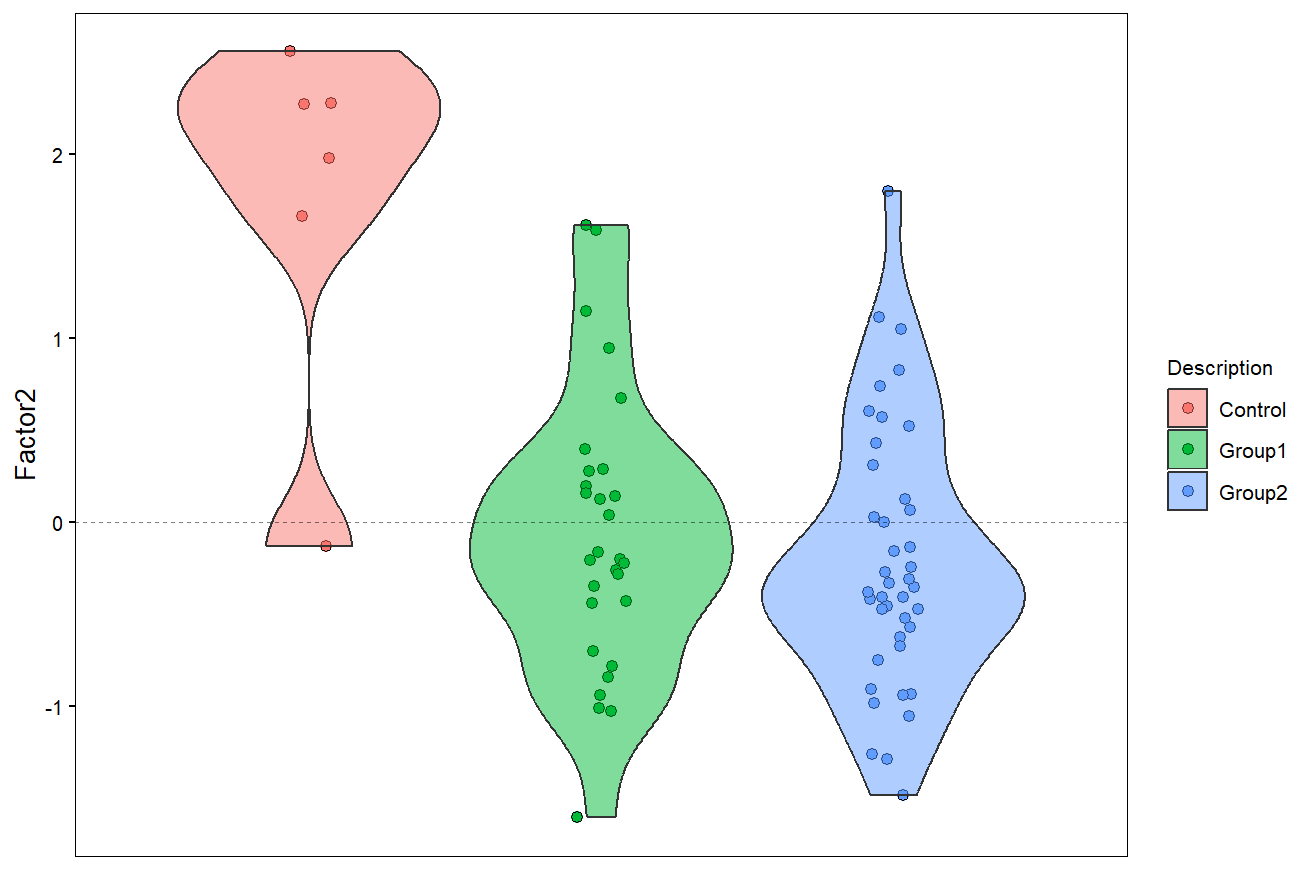 Factor2
2
1
0
-1
Description
Control
Group1
Group2